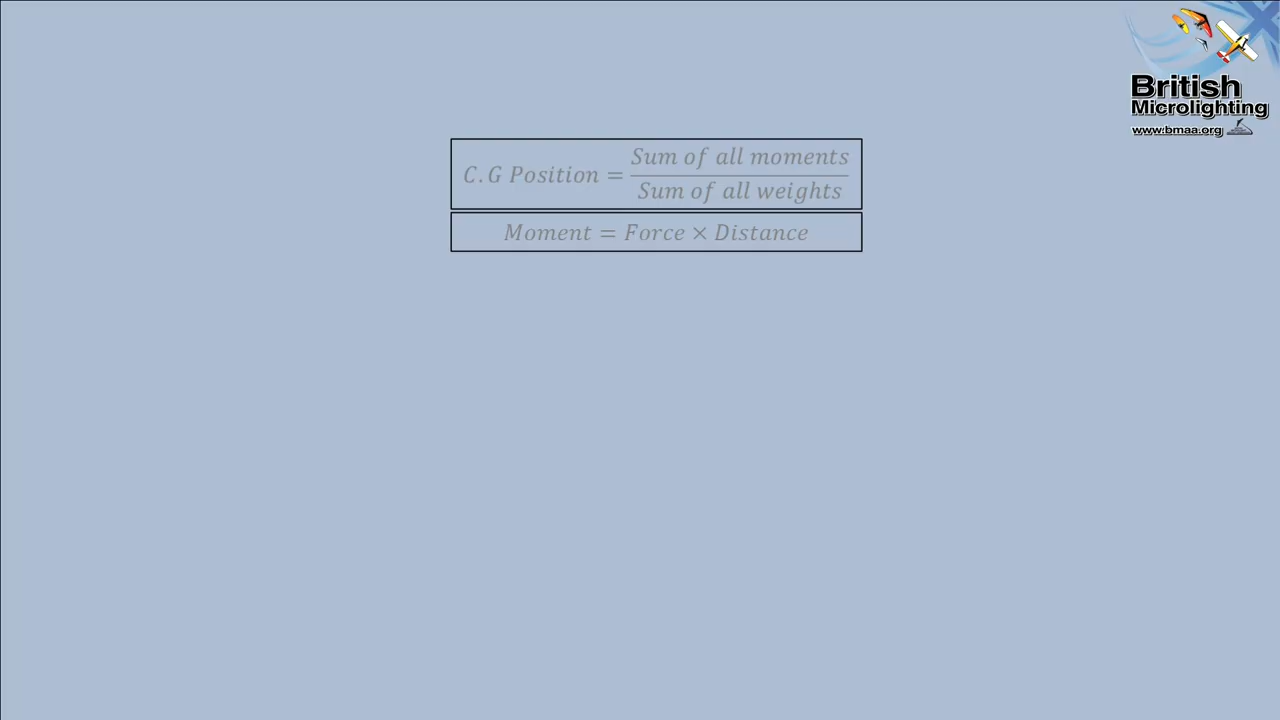 British
Microlighting
www.bmaa.org
C.G Position = Sum of all moments / Sum of all weights
Moment = Force × Distance